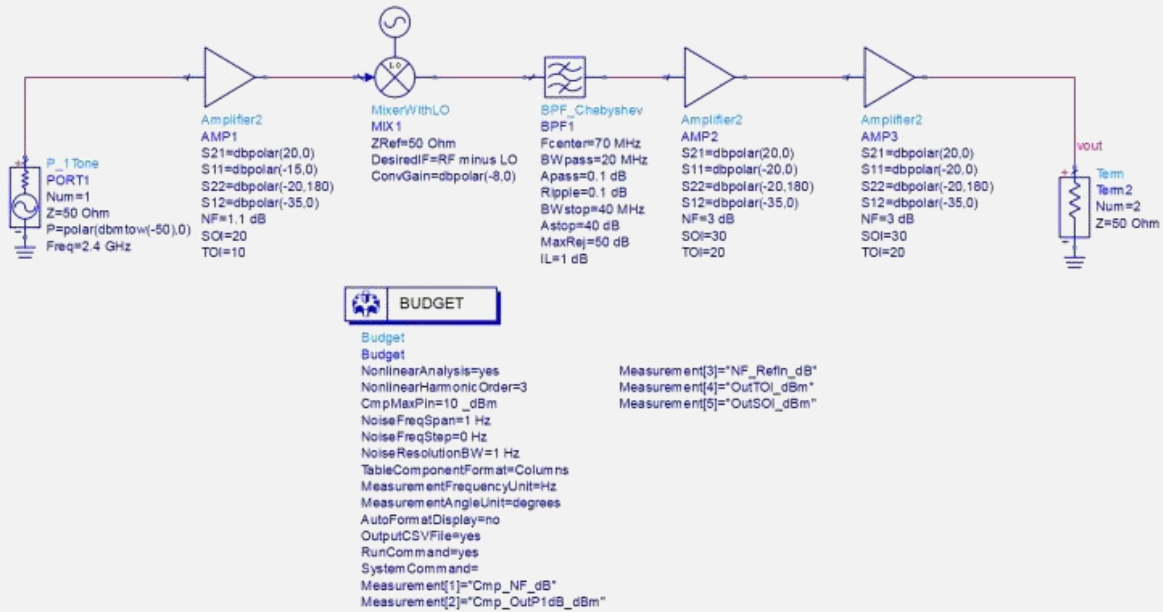 LO
P_1Tone
PORT1
Num=1
Z=50 Ohm
P=polar(dbmtow(-50),0)
Freq=2.4 GHz
Amplifier2
AMP1
S21=dbpolar(20,0)
S11=dbpolar(-15,0)
S22=dbpolar(-20,180)
S12=dbpolar(-35,0)
NF=1.1 dB
SOI=20
TOI=10
MixerWithLO
MIX1
ZRef=50 Ohm
DesiredIF=RF minus LO
ConvGain=dbpolar(-8,0)
BPF_Chebyshev
BPF1
Fcenter=70 MHz
BWpass=20 MHz
Apass=0.1 dB
Ripple=0.1 dB
BWstop=40 MHz
Astop=40 dB
MaxRej=50 dB
IL=1 dB
Amplifier2
AMP2
S21=dbpolar(20,0)
S11=dbpolar(-20,0)
S22=dbpolar(-20,180)
S12=dbpolar(-35,0)
NF=3 dB
SOI=30
TOI=20
Amplifier2
AMP3
S21=dbpolar(20,0)
S11=dbpolar(-20,0)
S22=dbpolar(-20,180)
S12=dbpolar(-35,0)
NF=3 dB
SOI=30
TOI=20
vout
Term
Term2
Num=2
Z=50 Ohm
BUDGET
Budget
Budget
NonlinearAnalysis=yes
NonlinearHarmonicOrder=3
CmpMaxPin=10 _dBm
NoiseFreqSpan=1 Hz
NoiseFreqStep=0 Hz
NoiseResolutionBW=1 Hz
TableComponentFormat=Columns
MeasurementFrequencyUnit=Hz
MeasurementAngleUnit=degrees
AutoFormatDisplay=no
OutputCSVFile=yes
RunCommand=yes
SystemCommand=
Measurement[1]="Cmp_NF_dB"
Measurement[2]="Cmp_OutP1dB_dBm"
Measurement[3]="NF_RefIn_dB"
Measurement[4]="OutTOI_dBm"
Measurement[5]="OutSOI_dBm"